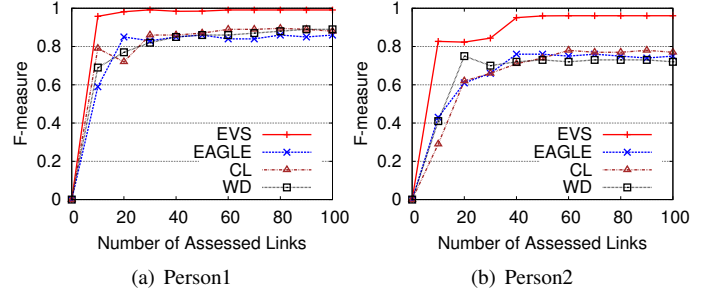 F-measure
1
0.8
0.6
0.4
0.2
0
0 20 40 60 80 100
Number of Assessed Links
EVS
EAGLE
CL
WD
(a) Person1
F-measure
1
0.8
0.6
0.4
0.2
0
0 20 40 60 80 100
Number of Assessed Links
EVS
EAGLE
CL
WD
(b) Person2